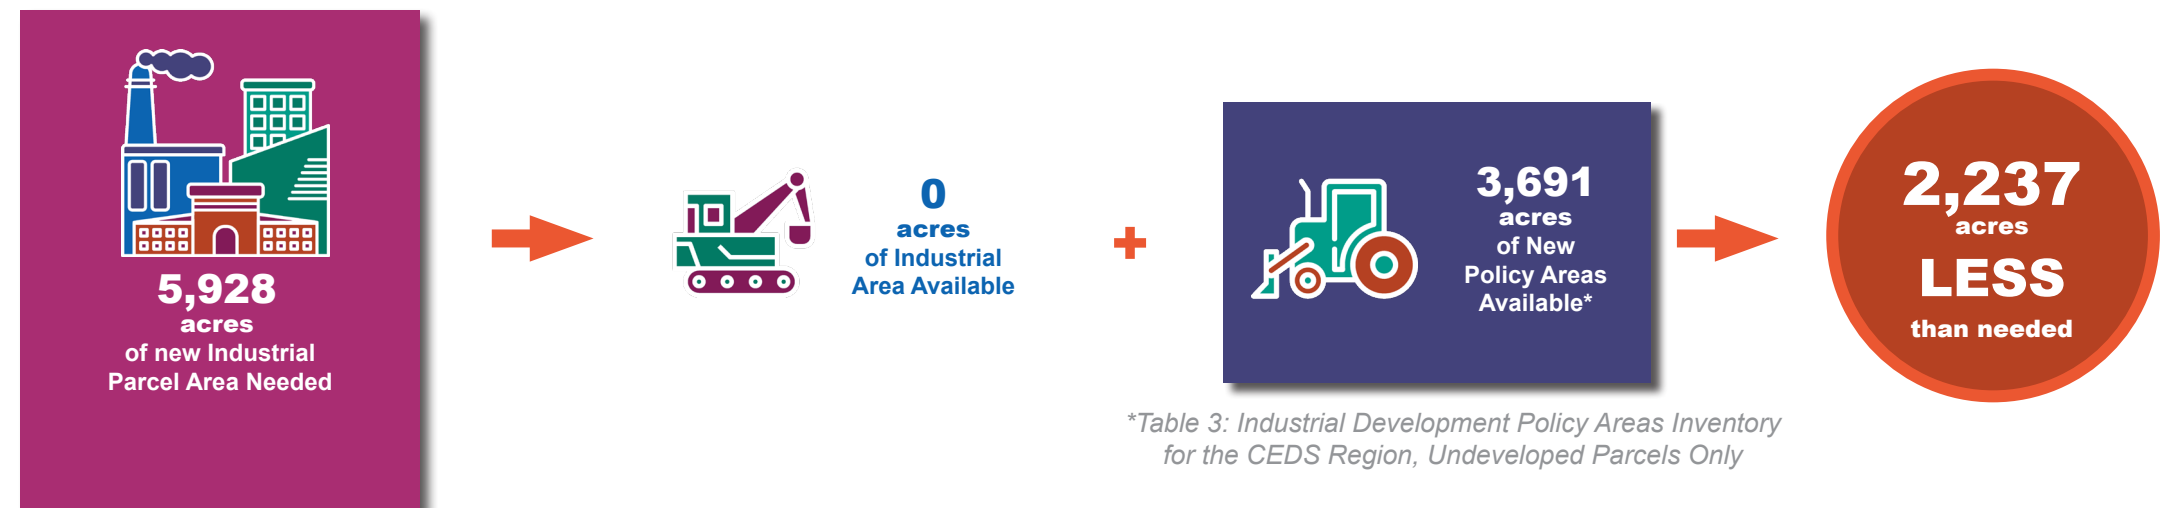 5,928
acres
of new Industrial
Parcel Area Needed
0
acres
of Industrial
Area Available
+
3,691
acres
of New
Policy Areas
Available*
*Table 3: Industrial Development Policy Areas Inventory
for the CEDS Region, Undeveloped Parcels Only
2,237
acres
LESS
than needed